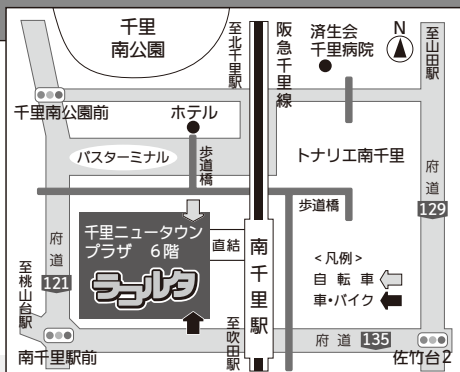 千里
南公園
至北千里駅
阪急千里線
済生会
千里病院
N
至山田駅
千里南公園前
ホテル
バスターミナル
歩道橋
トナリエ南千里
府道
129
歩道橋
千里ニュータウン
プラザ 6階
直結
南千里駅
ラコルタ
<凡例>
自転車
車・バイク
府道
121
至桃山台駅
南千里駅前
至吹田駅
府道 135
佐竹台2